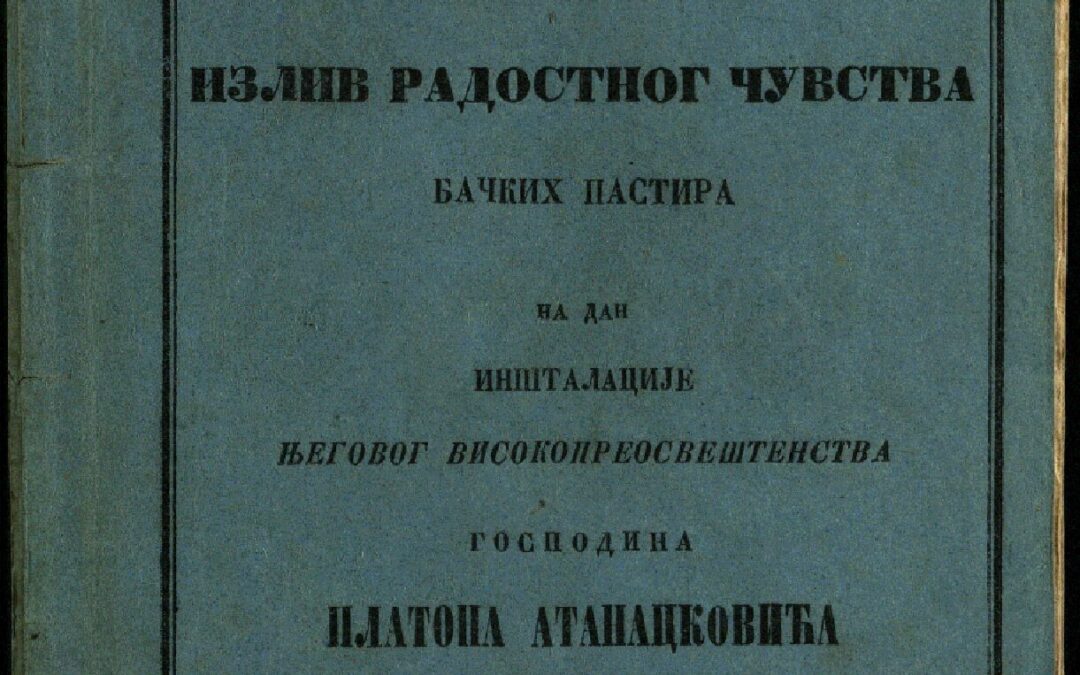 ИЗЛИВ РАДОСТНОГ ЧУВСТВА
БАЧКИХ ПАСТИРА
НА ДАН
ИНШТАЛАЦИЈЕ
ЊЕГОВОГ ВИСОКОПРЕОСВЕШТЕНСТВА
ГОСПОДИНА
ПЛАТОНА АТАНАЦКОВИЋА